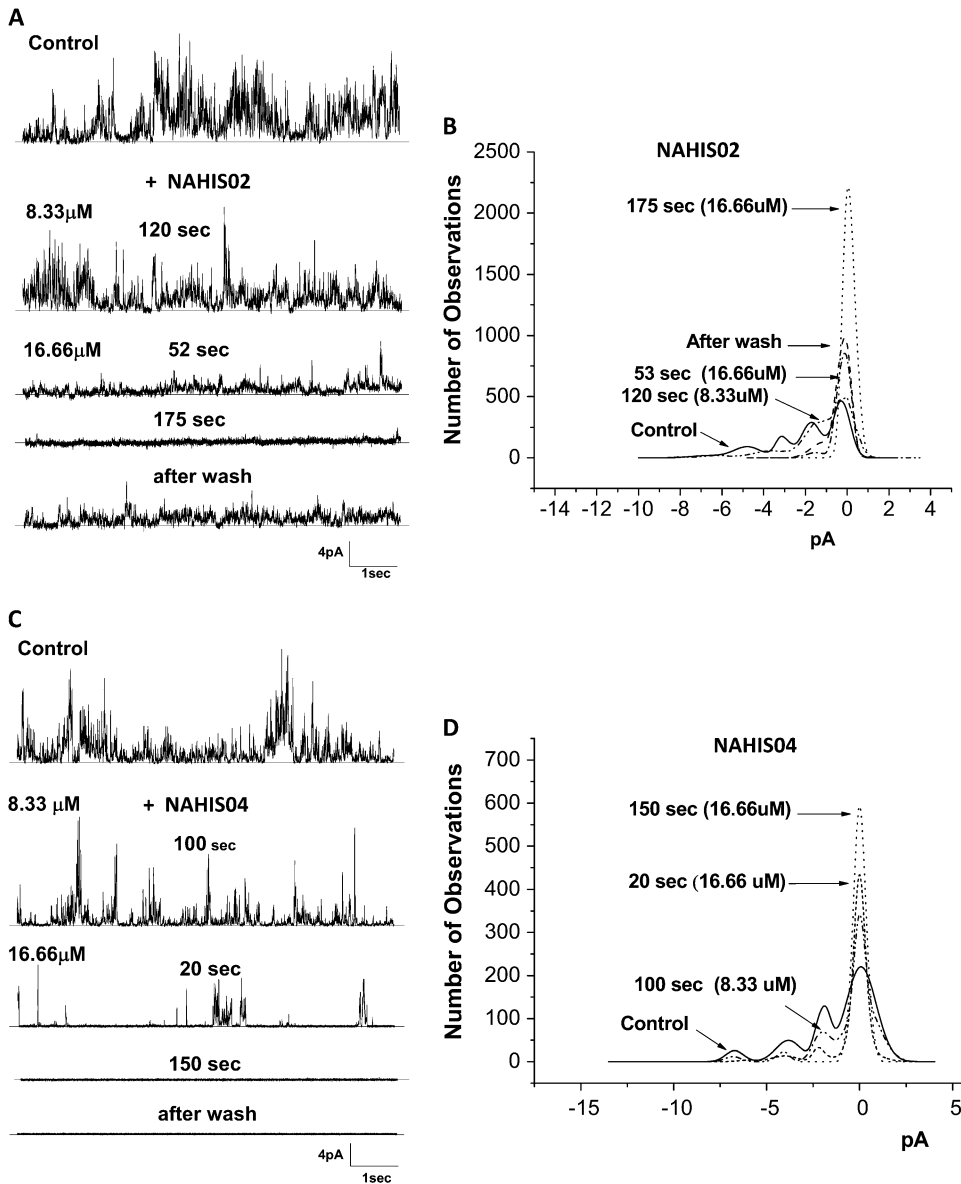 A
Control
+ NAHIS02
8.33μM
120 sec
16.66μM
52 sec
175 sec
after wash
4pA
1sec
B
NAHIS02
2500
2000
1500
1000
500
0
Number of Observations
175 sec (16.66uM)
After wash
53 sec (16.66uM)
120 sec (8.33uM)
Control
-14 -12 -10 -8 -6 -4 -2 0 2 4
pA
C
Control
8.33 μM
+ NAHIS04
100 sec
16.66μM
20 sec
150 sec
after wash
4pA
1sec
D
NAHIS04
700
600
500
400
300
200
100
0
Number of Observations
150 sec (16.66uM)
20 sec (16.66 uM)
100 sec (8.33 uM)
Control
-15 -10 -5 0 5
pA